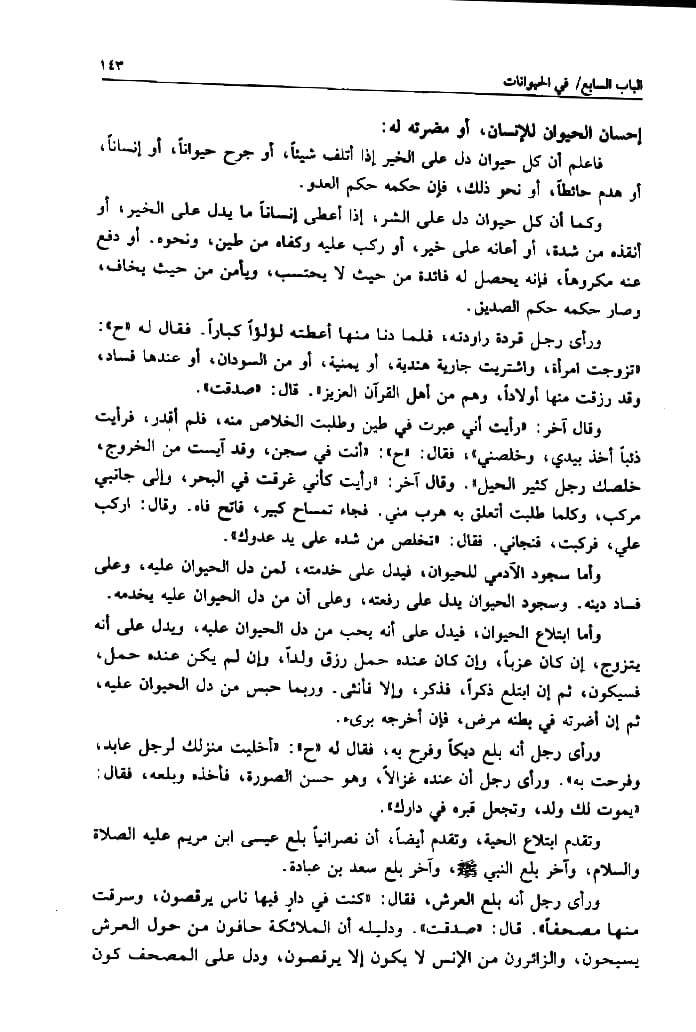 الباب السابع/ في الحيوانات
١٤٣
إحسان الحيوان للإنسان، أو مضرته له:
فاعلم أن كل حيوان دل على الخير إذا أتلف شيئاً، أو جرح حيواناً، أو إنساناً،
أو هدم حائطاً، أو نحو ذلك، فإن حكمه حكم العدو.
وكما أن كل حيوان دل على الشر، إذا أعطى إنساناً ما يدل على الخير، أو
أنقذه من شدة، أو أعانه على خير، أو ركب عليه وكفاه من طين، ونحوه. أو دفع
عنه مكروهاً، فإنه يحصل له فائدة من حيث لا يحتسب، ويأمن من حيث يخاف،
وصار حكمه حكم الصديق.
ورأى رجل قردة راودته، فلما دنا منها أعطته لؤلؤاً كباراً. فقال له «ح»:
«تزوجت امرأة، واشتريت جارية هندية، أو يمنية، أو من السودان، أو عندها فساد،
وقد رزقت منها أولاداً، وهم من أهل القرآن العزيز». قال: «صدقت».
وقال آخر: «رأيت أني عبرت في طين وطلبت الخلاص منه، فلم أقدر، فرأيت
ذئباً أخذ بيدي، وخلصني»، فقال: «ح»: «أنت في سجن، وقد آيست من الخروج،
خلصك رجل كثير الحيل». وقال آخر: «رأيت كأني غرقت في البحر، وإلى جانبي
مركب، وكلما طلبت أتعلق به هرب مني. فجاء تمساح كبير، فاتح فاه. وقال: اركب
علي، فركبت، فنجاني. فقال: «تخلص من شدة على يد عدوك».
وأما سجود الآدمي للحيوان، فيدل على خدمته، لمن دل الحيوان عليه، وعلى
فساد دينه. وسجود الحيوان يدل على رفعته، وعلى أن من دل الحيوان عليه يخدمه.
وأما ابتلاع الحيوان، فيدل على أنه يحب من دل الحيوان عليه، ويدل على أنه
يتزوج، إن كان عزباً، وإن كان عنده حمل رزق ولداً، وإن لم يكن عنده حمل،
فسيكون، ثم إن ابتلع ذكراً، فذكر، وإلا فأنثى. وربما حبس من دل الحيوان عليه،
ثم إن أضرته في بطنه مرض، فإن أخرجه برىء.
ورأى رجل أنه بلع ديكاً وفرح به، فقال له «ح»: «أخليت منزلك لرجل عابد،
وفرحت به». ورأى رجل أن عنده غزالاً، وهو حسن الصورة، فأخذه وبلعه، فقال:
«يموت لك ولد، وتجعل قبره في دارك».
وتقدم ابتلاع الحية، وتقدم أيضاً، أن نصرانياً بلع عيسى ابن مريم عليه الصلاة
والسلام، وآخر بلع النبي ﷺ، وآخر بلع سعد بن عبادة.
ورأى رجل أنه بلع العرش، فقال: «كنت في دارٍ فيها ناس يرقصون، وسرقت
منها مصحفاً». قال: «صدقت». ودليله أن الملائكة حافون من حول العرش
يسبحون، والزائرون من الإنس لا يكون إلا يرقصون، ودل على المصحف كون